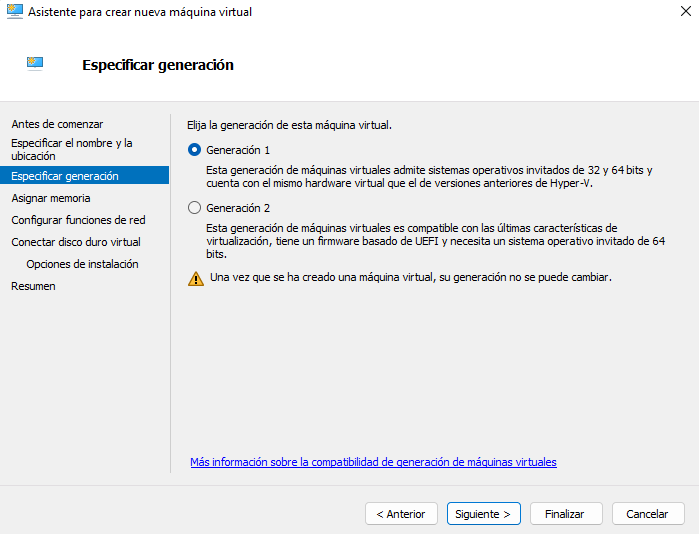 Asistente para crear nueva máquina virtual
Especificar generación
Antes de comenzar
Especificar el nombre y la
ubicación
Especificar generación
Asignar memoria
Configurar funciones de red
Conectar disco duro virtual
Opciones de instalación
Resumen
Elija la generación de esta máquina virtual.
Generación 1
Esta generación de máquinas virtuales admite sistemas operativos invitados de 32 y 64 bits y
cuenta con el mismo hardware virtual que el de versiones anteriores de Hyper-V.
Generación 2
Esta generación de máquinas virtuales es compatible con las últimas características de
virtualización, tiene un firmware basado de UEFI y necesita un sistema operativo invitado de 64
bits.
Una vez que se ha creado una máquina virtual, su generación no se puede cambiar.
Más información sobre la compatibilidad de generación de máquinas virtuales
< Anterior
Siguiente >
Finalizar
Cancelar